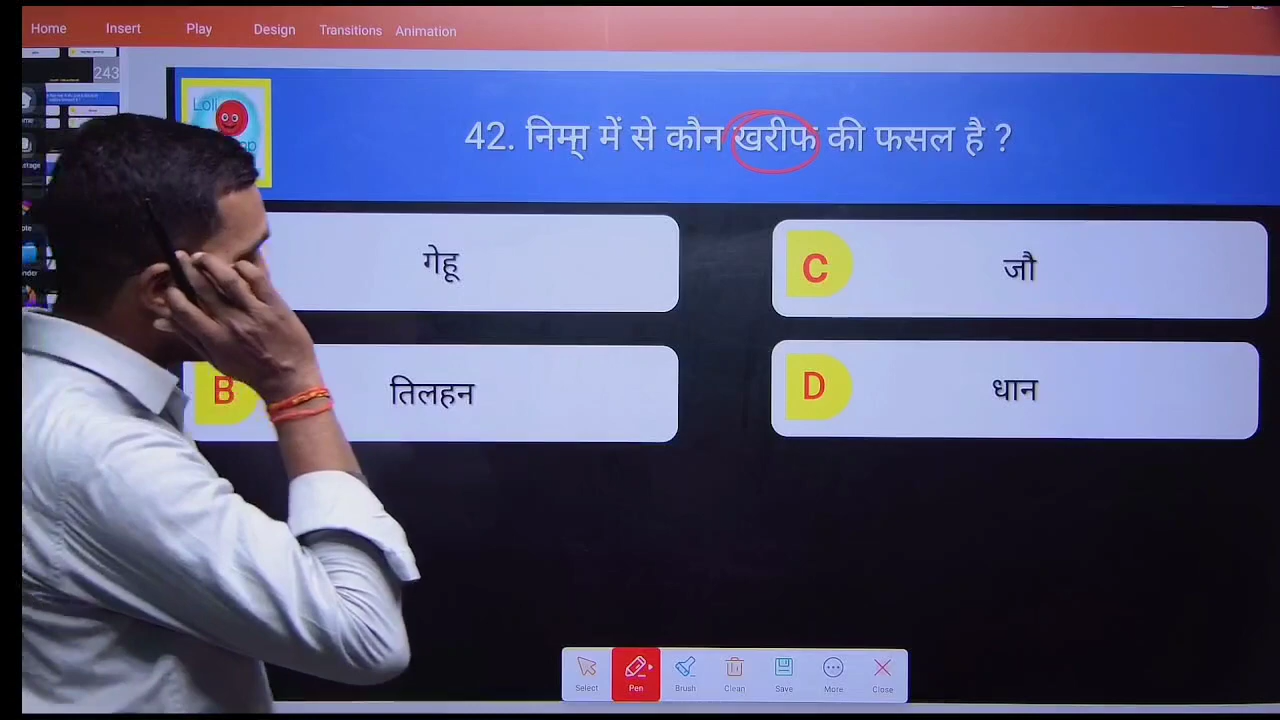 Home Insert Play Design Transitions Animation
243
42. निम्म् में से कौन खरीफ की फसल है ?
गेहू
C जौ
B तिलहन
D धान
Select Pen Brush Clean Save More Close